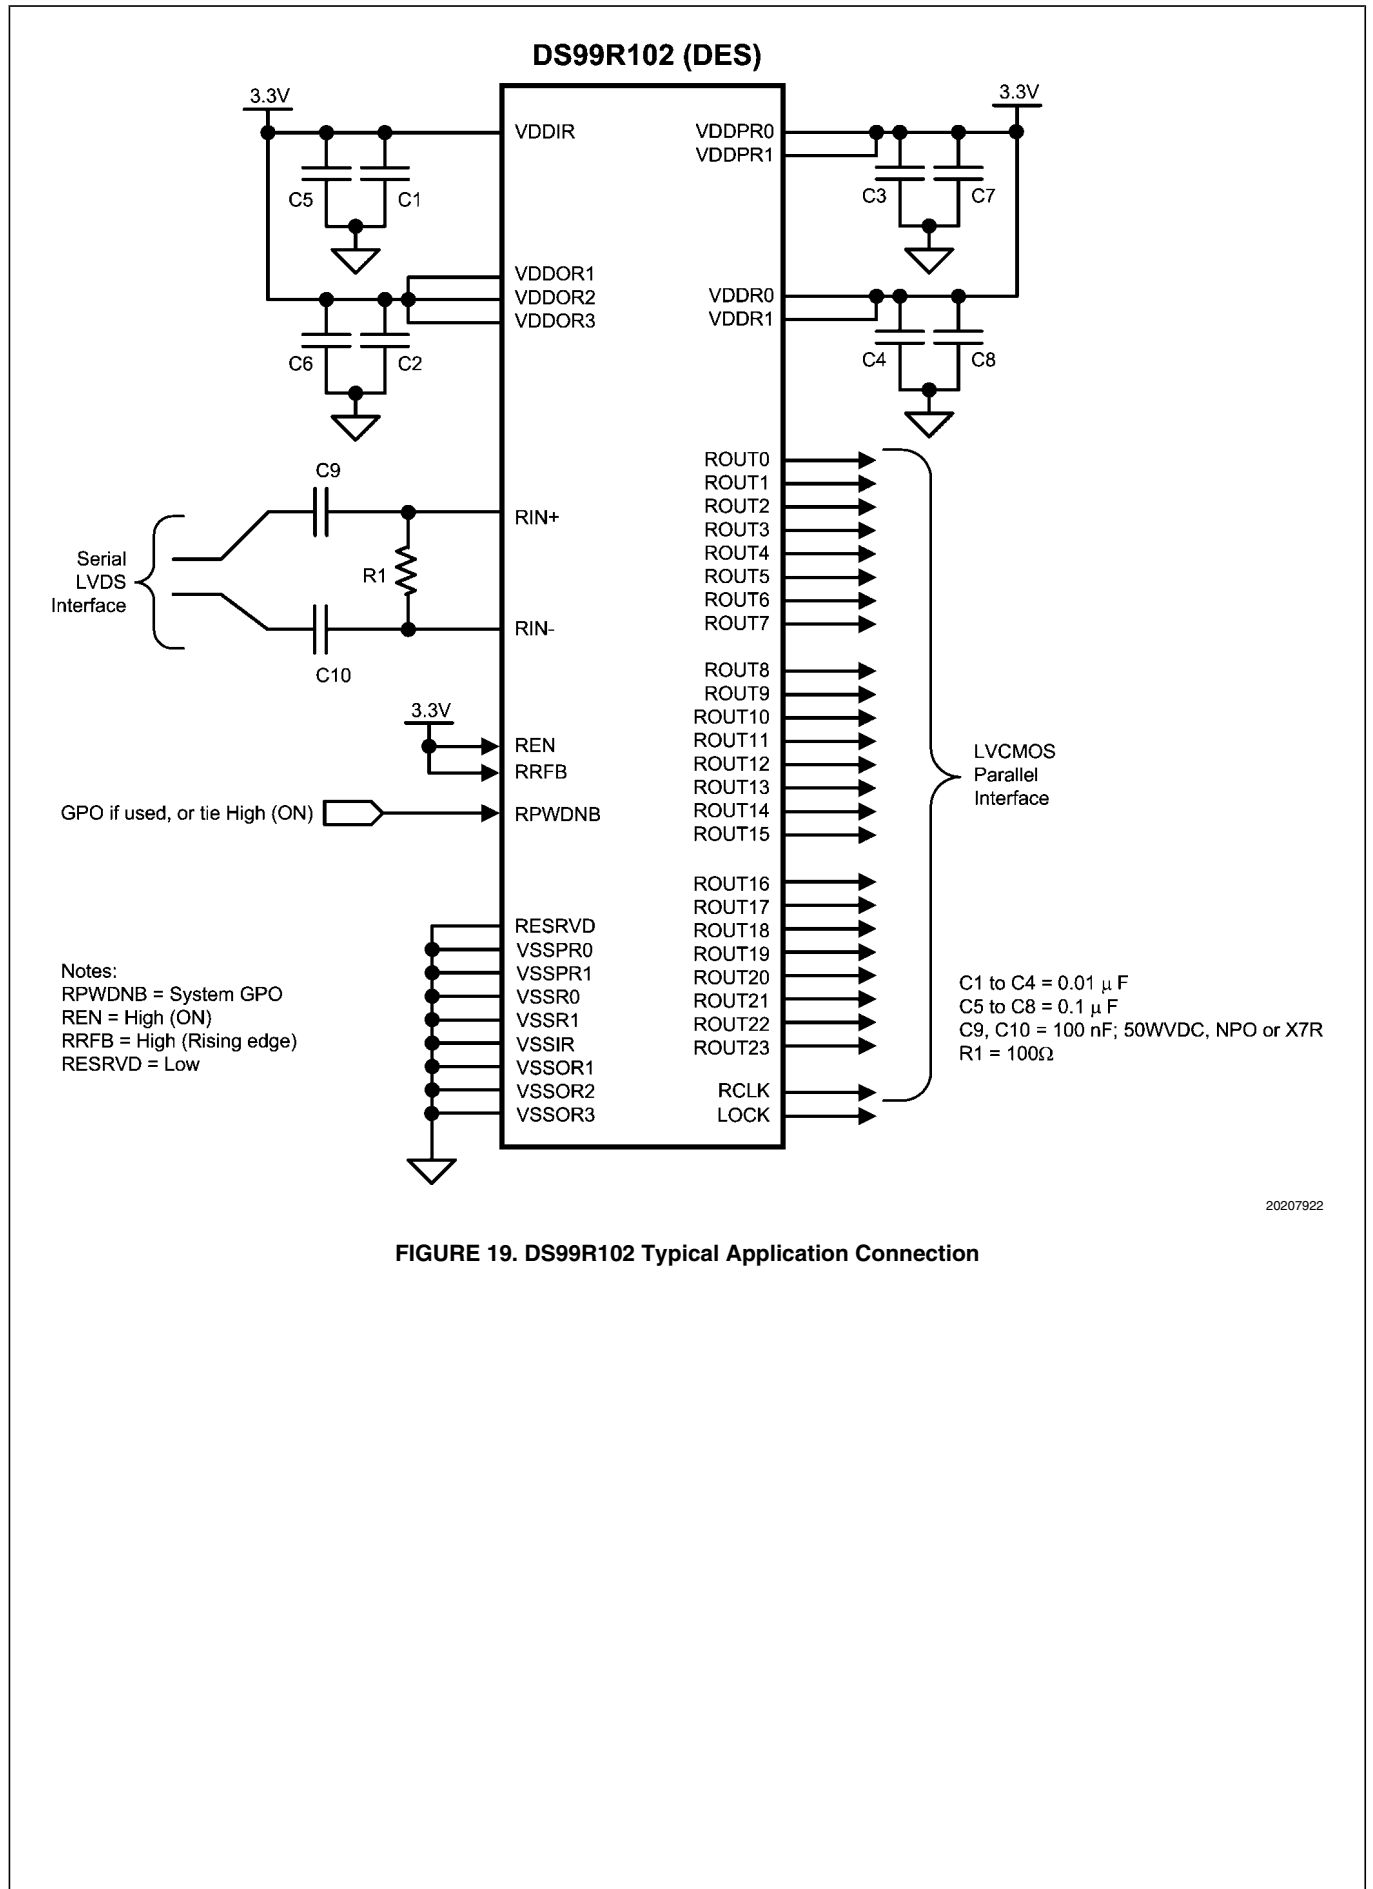 DS99R102 (DES)
3.3V
3.3V
VDDIR
VDDPR0
VDDPR1
C5
C1
C3
C7
VDDOR1
VDDOR2
VDDOR3
VDDR0
VDDR1
C6
C2
C4
C8
C9
RIN+
R1
Serial
LVDS
Interface
RIN-
C10
3.3V
REN
RRFB
GPO if used, or tie High (ON)
RPWDNB
RESRVD
VSSPR0
VSSPR1
VSSR0
VSSR1
VSSIR
VSSOR1
VSSOR2
VSSOR3
ROUT0
ROUT1
ROUT2
ROUT3
ROUT4
ROUT5
ROUT6
ROUT7
ROUT8
ROUT9
ROUT10
ROUT11
ROUT12
ROUT13
ROUT14
ROUT15
ROUT16
ROUT17
ROUT18
ROUT19
ROUT20
ROUT21
ROUT22
ROUT23
RCLK
LOCK
LVCMOS
Parallel
Interface
Notes:
RPWDNB = System GPO
REN = High (ON)
RRFB = High (Rising edge)
RESRVD = Low
C1 to C4 = 0.01 μ F
C5 to C8 = 0.1 μ F
C9, C10 = 100 nF; 50WVDC, NPO or X7R
R1 = 100Ω
20207922
FIGURE 19. DS99R102 Typical Application Connection